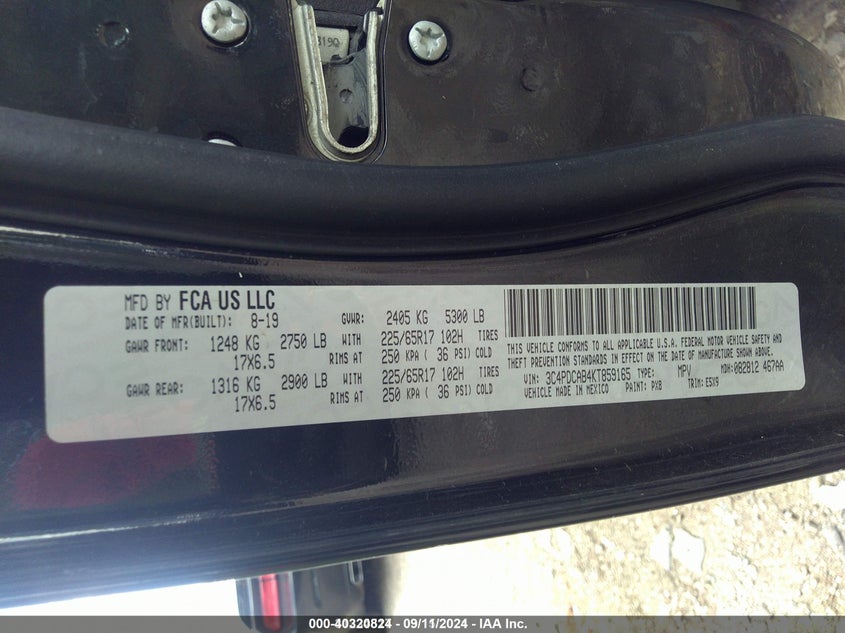 819Q
MFD BY FCA US LLC
DATE OF MFR(BUILT): 8-19 GVWR: 2405 KG 5300 LB
GAWR FRONT: 1248 KG 2750 LB WITH 225/65R17 102H TIRES
17X6.5 RIMS AT 250 KPA ( 36 PSI) COLD
GAWR REAR: 1316 KG 2900 LB WITH 225/65R17 102H TIRES
17X6.5 RIMS AT 250 KPA ( 36 PSI) COLD
THIS VEHICLE CONFORMS TO ALL APPLICABLE U.S.A. FEDERAL MOTOR VEHICLE SAFETY AND
THEFT PREVENTION STANDARDS IN EFFECT ON THE DATE OF MANUFACTURE SHOWN ABOVE.
VIN: 3C4PDCAB4KT859165 TYPE: MPV MDH: 082812 467AA
VEHICLE MADE IN MEXICO PAINT: PXB TRIM: ESX9
000-40320824 - 09/11/2024 - IAA Inc.